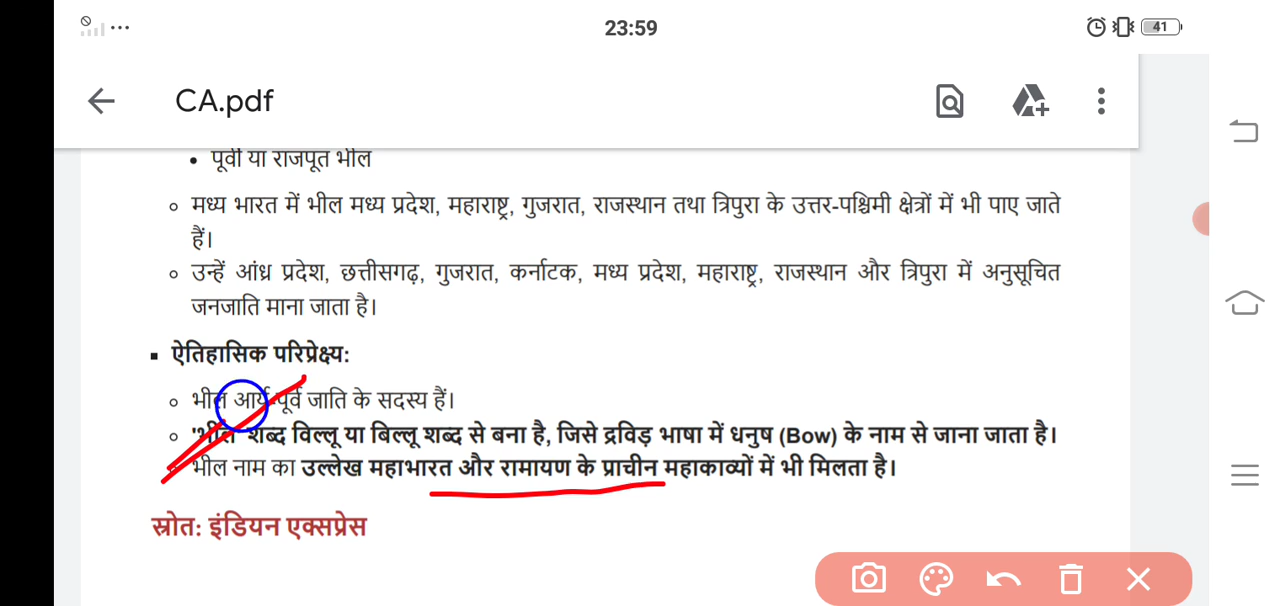 23:59
41
CA.pdf
• पूर्वी या राजपूत भील
○ मध्य भारत में भील मध्य प्रदेश, महाराष्ट्र, गुजरात, राजस्थान तथा त्रिपुरा के उत्तर-पश्चिमी क्षेत्रों में भी पाए जाते
हैं।
○ उन्हें आंध्र प्रदेश, छत्तीसगढ़, गुजरात, कर्नाटक, मध्य प्रदेश, महाराष्ट्र, राजस्थान और त्रिपुरा में अनुसूचित
जनजाति माना जाता है।
▪ ऐतिहासिक परिप्रेक्ष्य:
○ भील आर्य-पूर्व जाति के सदस्य हैं।
○ 'भील' शब्द विल्लू या बिल्लू शब्द से बना है, जिसे द्रविड़ भाषा में धनुष (Bow) के नाम से जाना जाता है।
○ भील नाम का उल्लेख महाभारत और रामायण के प्राचीन महाकाव्यों में भी मिलता है।
स्रोत: इंडियन एक्सप्रेस